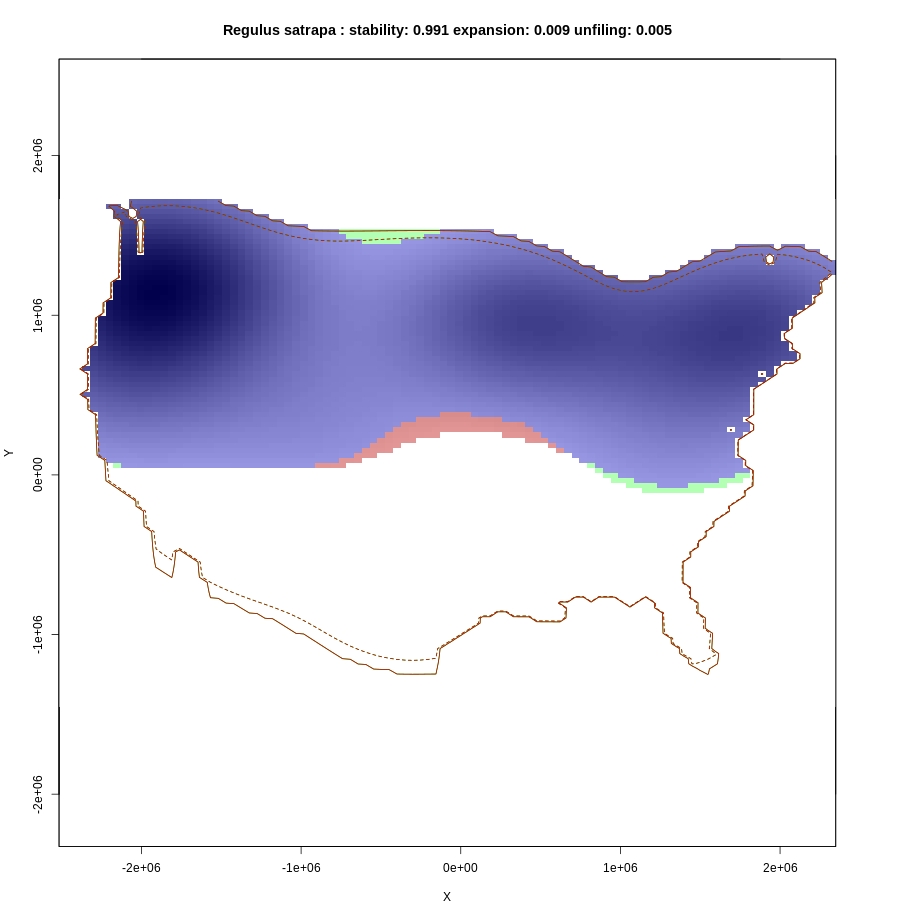 Regulus satrapa : stability: 0.991 expansion: 0.009 unfiling: 0.005
2e+06
1e+06
0e+00
-1e+06
-2e+06
Y
-2e+06 -1e+06 0e+00 1e+06 2e+06
X